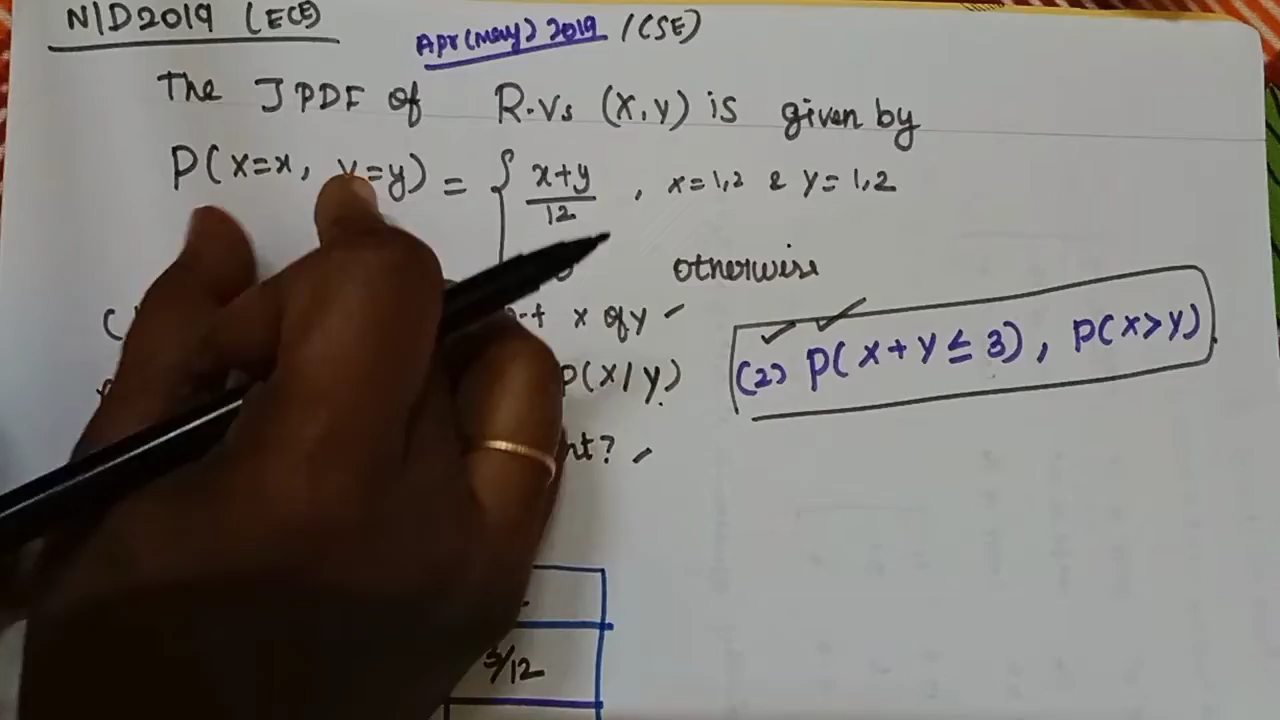 N/D2019 (ECE)
Apr(may) 2019 /(CSE)
The JPDF of R.Vs (X,Y) is given by
P(X=x, Y=y) = { x+y/12 , x=1,2 & y=1,2
otherwise
x of y
(2) P(X+Y≤3), P(X>Y)
P(X/Y)
3/12